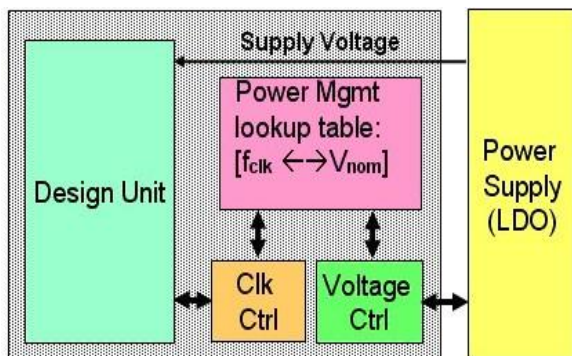 Supply Voltage
Power Mgmt
lookup table:
[fclk ←→Vnom]
Design Unit
Power
Supply
(LDO)
Clk
Ctrl
Voltage
Ctrl